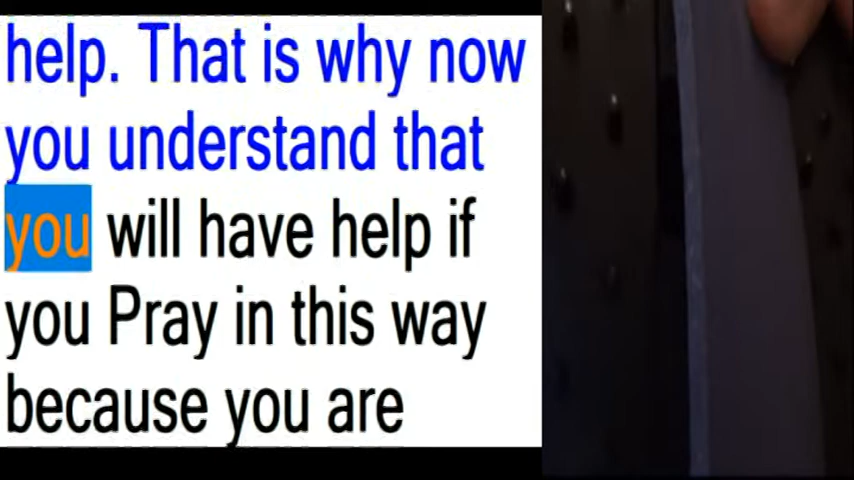 help. That is why now
you understand that
you will have help if
you Pray in this way
because you are